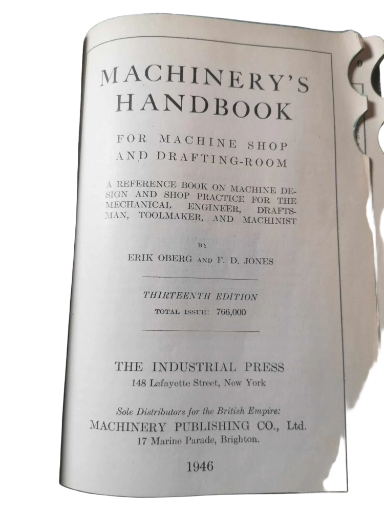 MACHINERY'S
HANDBOOK
FOR MACHINE SHOP
AND DRAFTING-ROOM
A REFERENCE BOOK ON MACHINE DE-
SIGN AND SHOP PRACTICE FOR THE
MECHANICAL ENGINEER, DRAFTS-
MAN, TOOLMAKER, AND MACHINIST
BY
ERIK OBERG AND F. D. JONES
THIRTEENTH EDITION
TOTAL ISSUE: 766,000
THE INDUSTRIAL PRESS
148 Lafayette Street, New York
Sole Distributors for the British Empire:
MACHINERY PUBLISHING CO., Ltd.
17 Marine Parade, Brighton.
1946